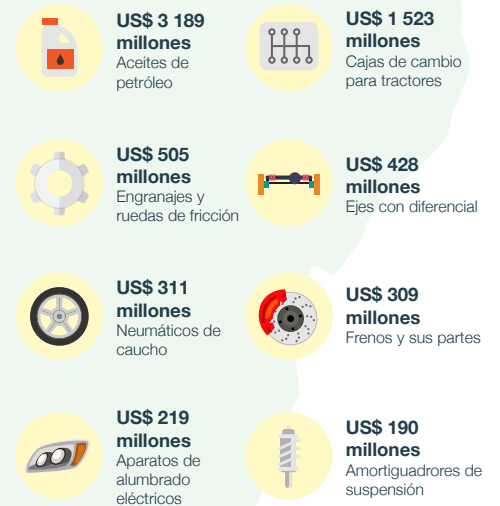 US$ 3 189
millones
Aceites de
petróleo
US$ 1 523
millones
Cajas de cambio
para tractores
US$ 505
millones
Engranajes y
ruedas de fricción
US$ 428
millones
Ejes con diferencial
US$ 311
millones
Neumáticos de
caucho
US$ 309
millones
Frenos y sus partes
US$ 219
millones
Aparatos de
alumbrado
eléctricos
US$ 190
millones
Amortiguadrores de
suspensión